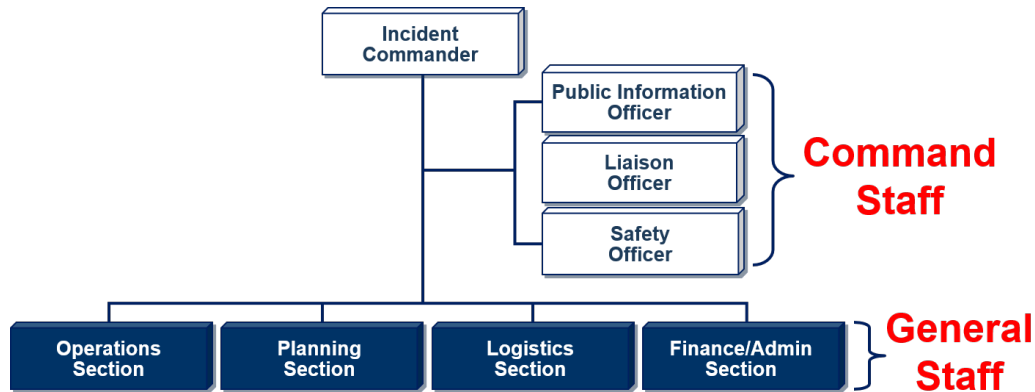 Incident
Commander
Public Information
Officer
Liaison
Officer
Safety
Officer
Command
Staff
Operations
Section
Planning
Section
Logistics
Section
Finance/Admin
Section
General
Staff